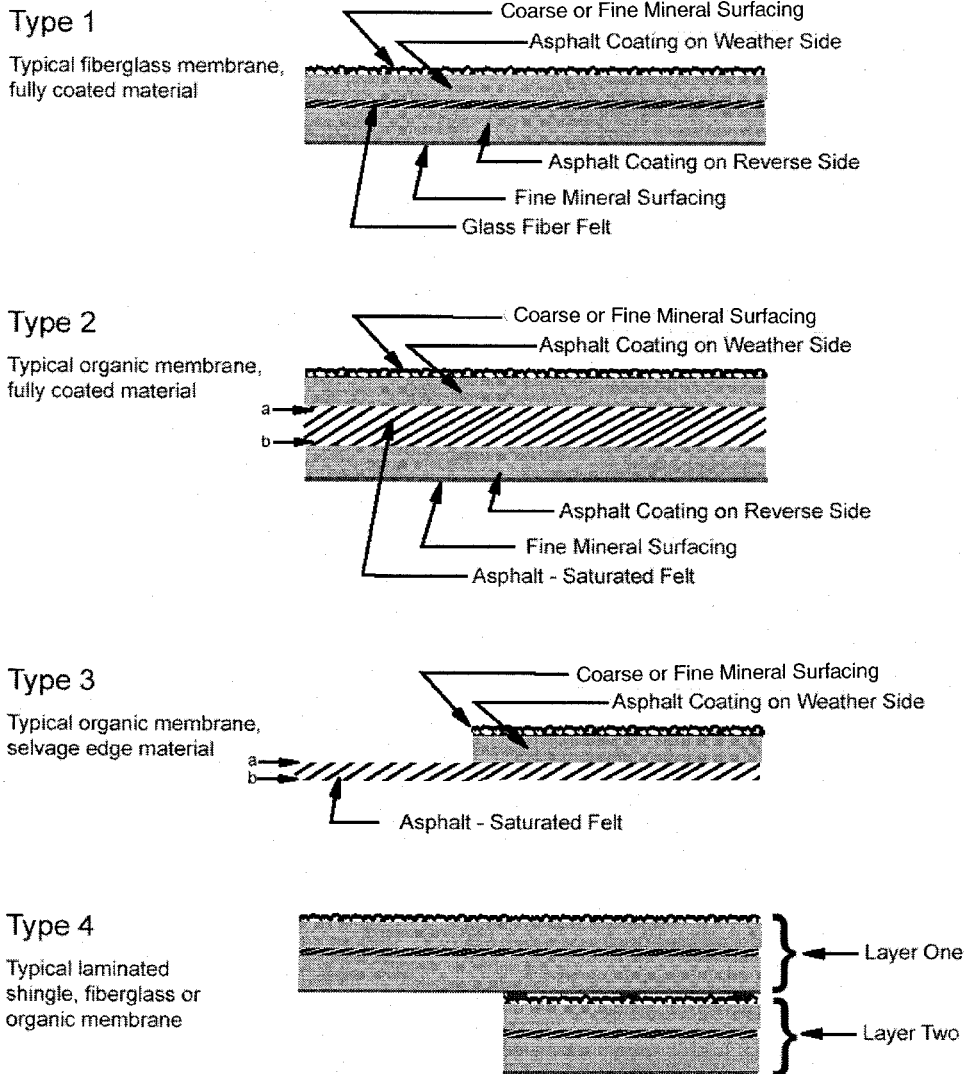 Type 1
Typical fiberglass membrane,
fully coated material
Coarse or Fine Mineral Surfacing
Asphalt Coating on Weather Side
Asphalt Coating on Reverse Side
Fine Mineral Surfacing
Glass Fiber Felt
Type 2
Typical organic membrane,
fully coated material
Coarse or Fine Mineral Surfacing
Asphalt Coating on Weather Side
a
b
Asphalt Coating on Reverse Side
Fine Mineral Surfacing
Asphalt - Saturated Felt
Type 3
Typical organic membrane,
selvage edge material
Coarse or Fine Mineral Surfacing
Asphalt Coating on Weather Side
a
b
Asphalt - Saturated Felt
Type 4
Typical laminated
shingle, fiberglass or
organic membrane
Layer One
Layer Two